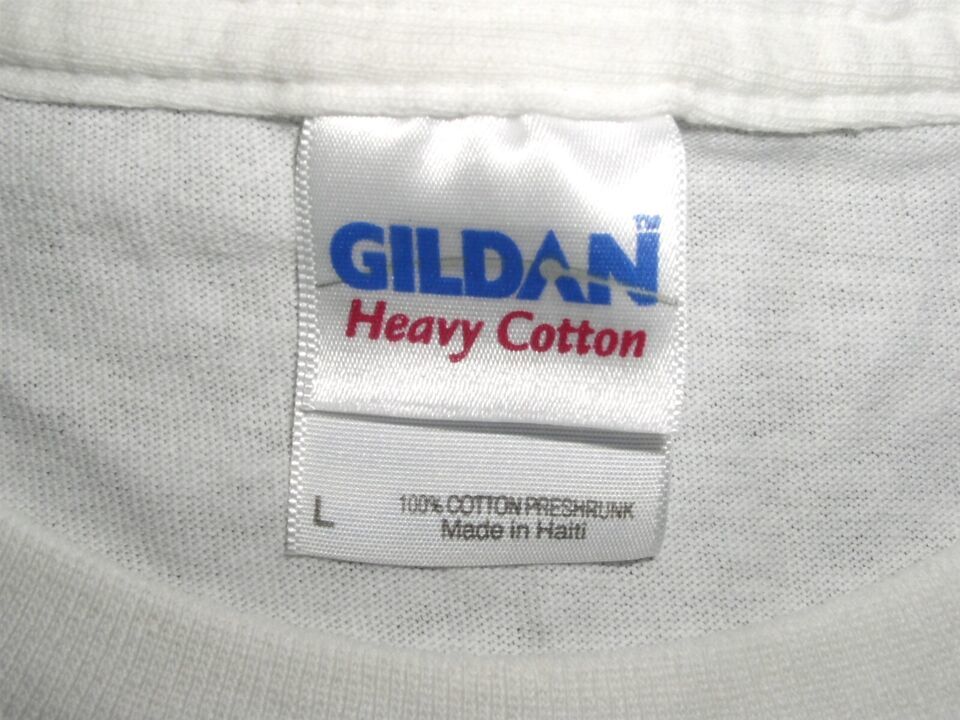 GILDAN™
Heavy Cotton
L
100% COTTON PRESHRUNK
Made in Haiti